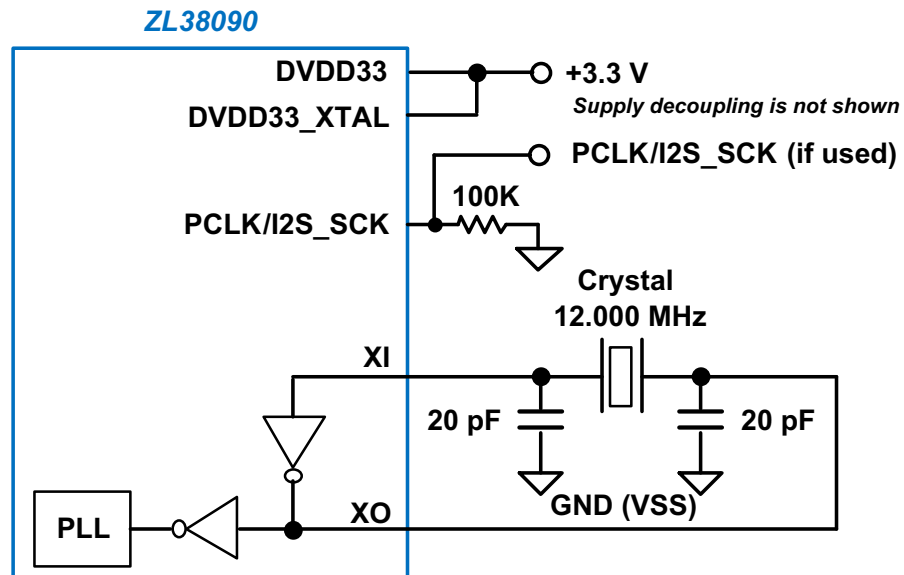 ZL38090
DVDD33
+3.3 V
Supply decoupling is not shown
DVDD33_XTAL
PCLK/I2S_SCK (if used)
100K
PCLK/I2S_SCK
Crystal
12.000 MHz
XI
20 pF
20 pF
GND (VSS)
XO
PLL